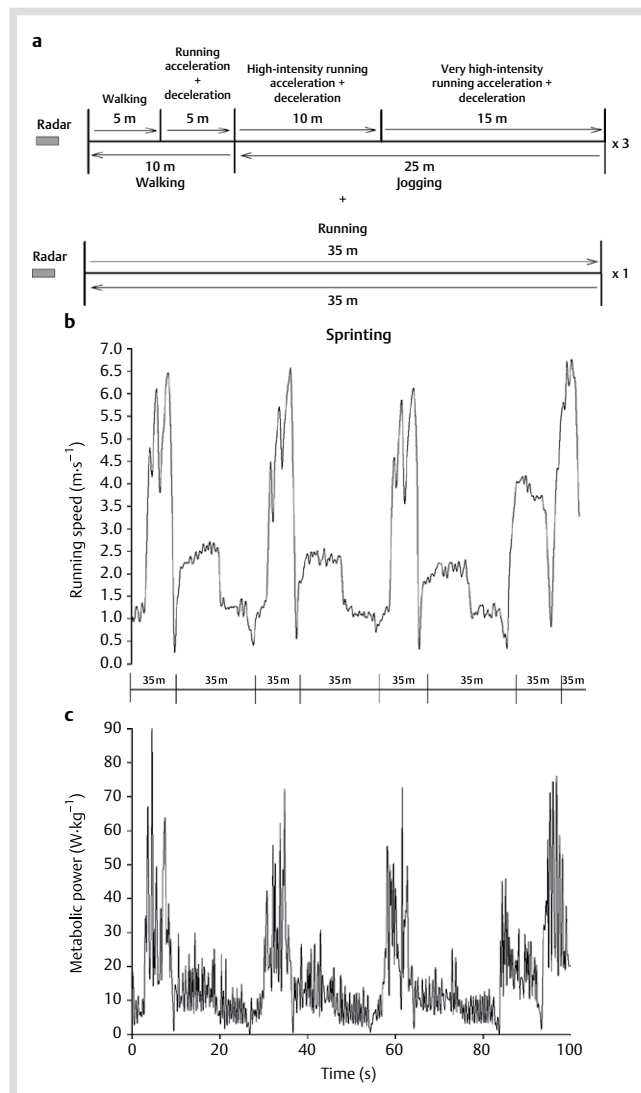 a
Running
acceleration
+
deceleration
High-intensity running
acceleration +
deceleration
Very high-intensity
running acceleration +
deceleration
Walking
Radar
5 m
5 m
10 m
15 m
x 3
10 m
25 m
Walking
Jogging
+
Running
Radar
35 m
x 1
35 m
b
Sprinting
7.0
6.5
6.0
5.5
5.0
4.5
4.0
3.5
3.0
2.5
2.0
1.5
1.0
0.5
0.0
Running speed (m·s⁻¹)
35 m 35 m 35 m 35 m 35 m 35 m 35 m 35 m
c
90
80
70
60
50
40
30
20
10
0
Metabolic power (W·kg⁻¹)
0 20 40 60 80 100
Time (s)